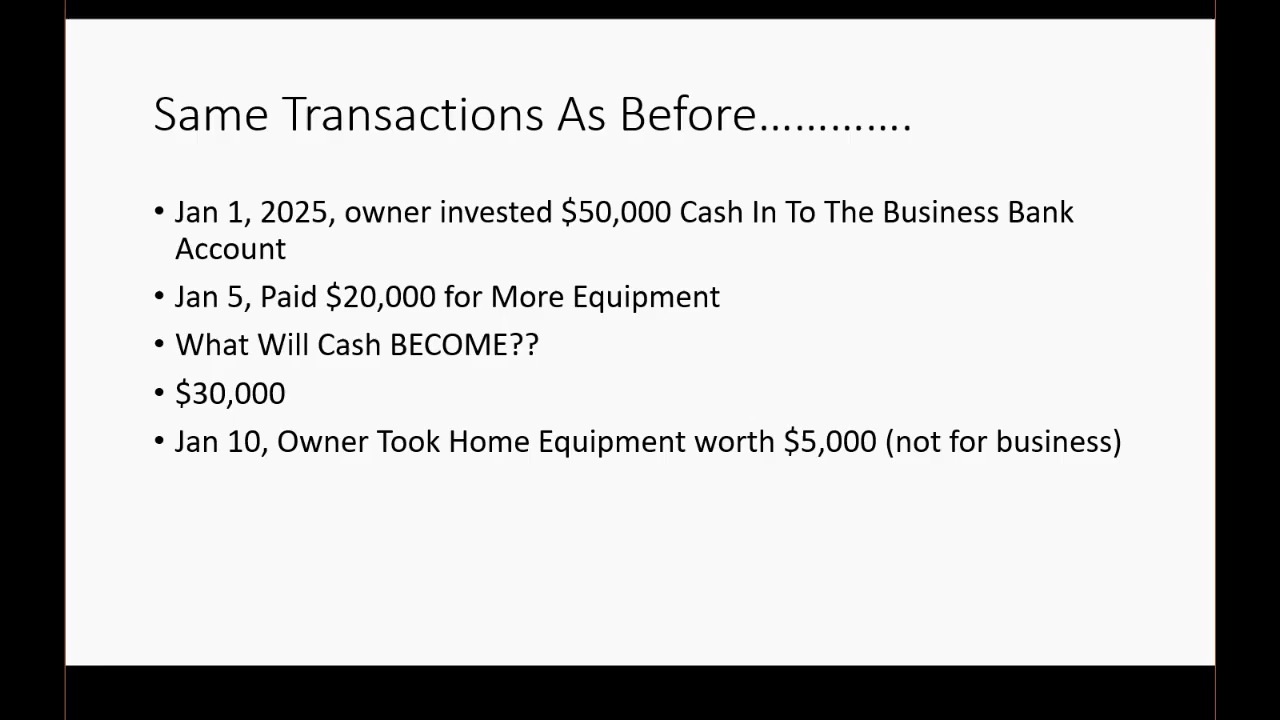 Same Transactions As Before.............
• Jan 1, 2025, owner invested $50,000 Cash In To The Business Bank
Account
• Jan 5, Paid $20,000 for More Equipment
• What Will Cash BECOME??
• $30,000
• Jan 10, Owner Took Home Equipment worth $5,000 (not for business)